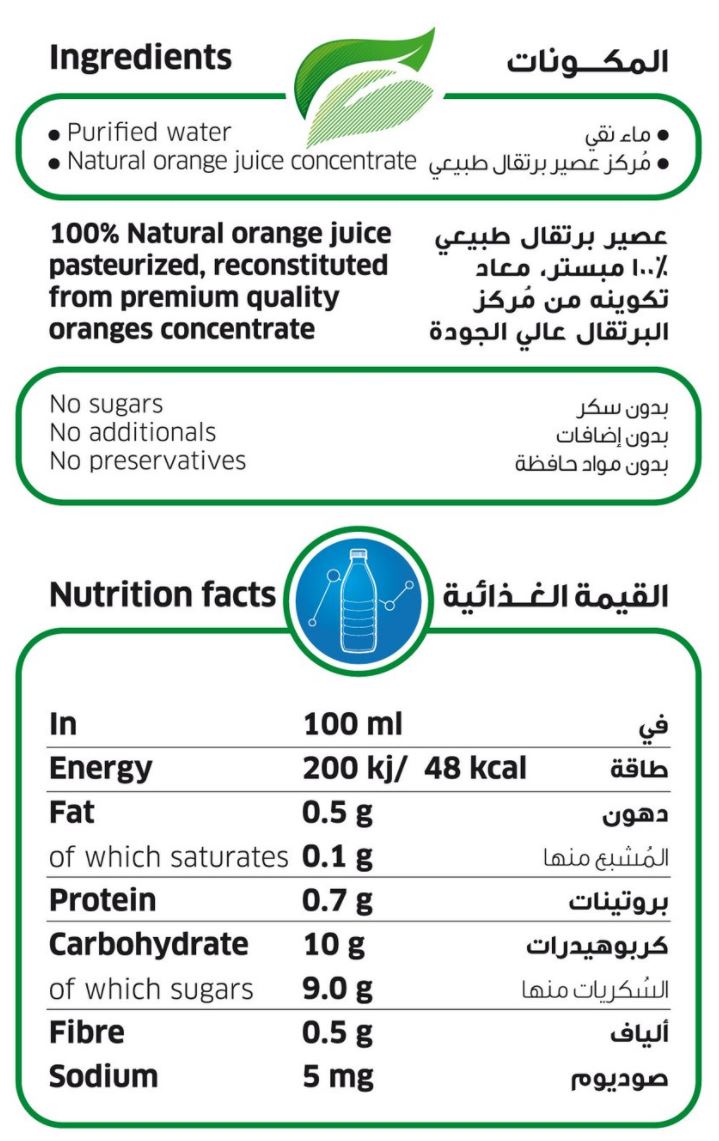 Ingredients المكونات
• Purified water ماء نقي •
• Natural orange juice concentrate مُركز عصير برتقال طبيعي •
100% Natural orange juice عصير برتقال طبيعي
pasteurized, reconstituted ١٠٠٪ مبستر، معاد
from premium quality تكوينه من مُركز
oranges concentrate البرتقال عالي الجودة
No sugars بدون سكر
No additionals بدون إضافات
No preservatives بدون مواد حافظة
Nutrition facts القيمة الغذائية
In 100 ml في
Energy 200 kj/ 48 kcal طاقة
Fat 0.5 g دهون
of which saturates 0.1 g المُشبع منها
Protein 0.7 g بروتينات
Carbohydrate 10 g كربوهيدرات
of which sugars 9.0 g السُكريات منها
Fibre 0.5 g ألياف
Sodium 5 mg صوديوم